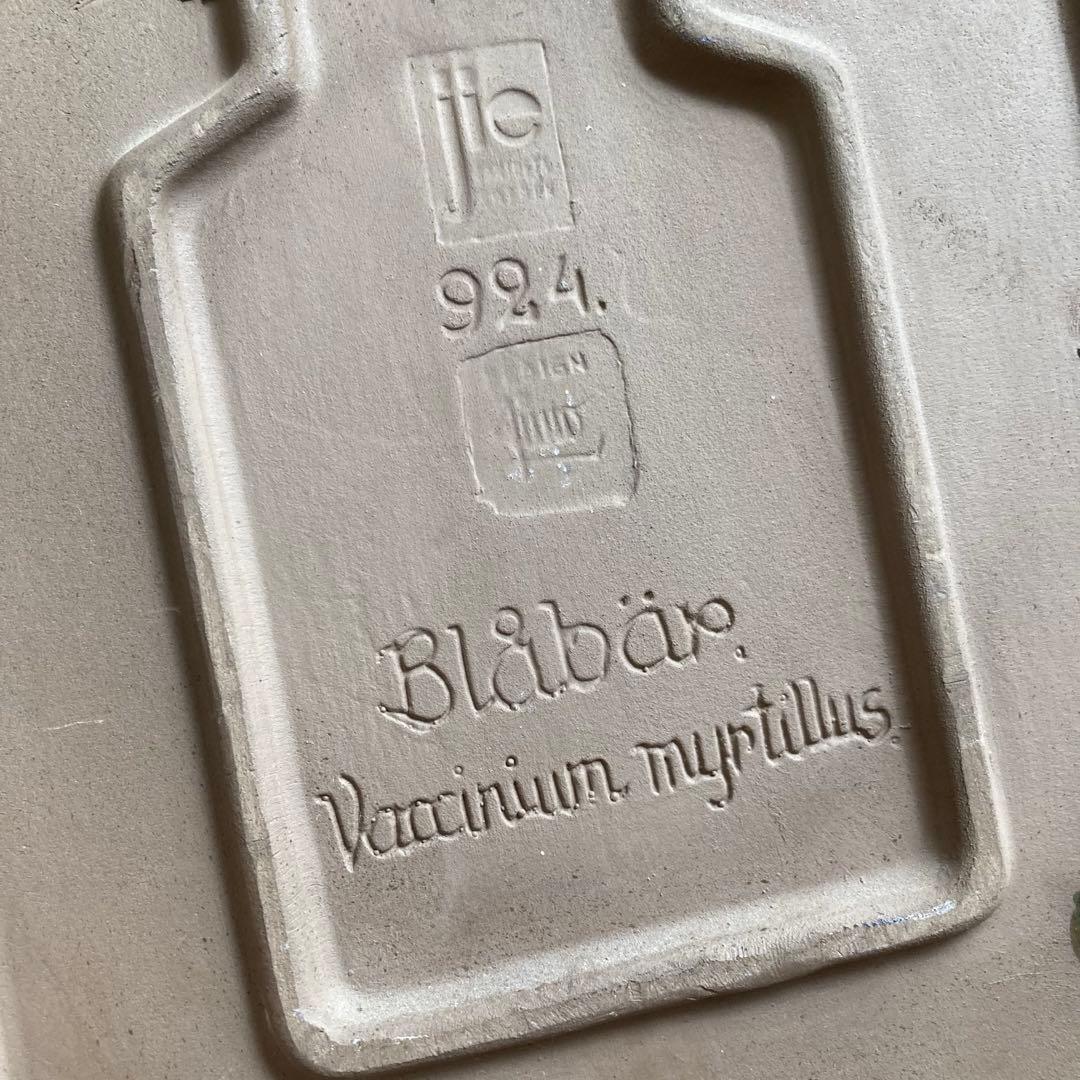 jie
924.
Blåbär.
Vaccinium myrtillus.